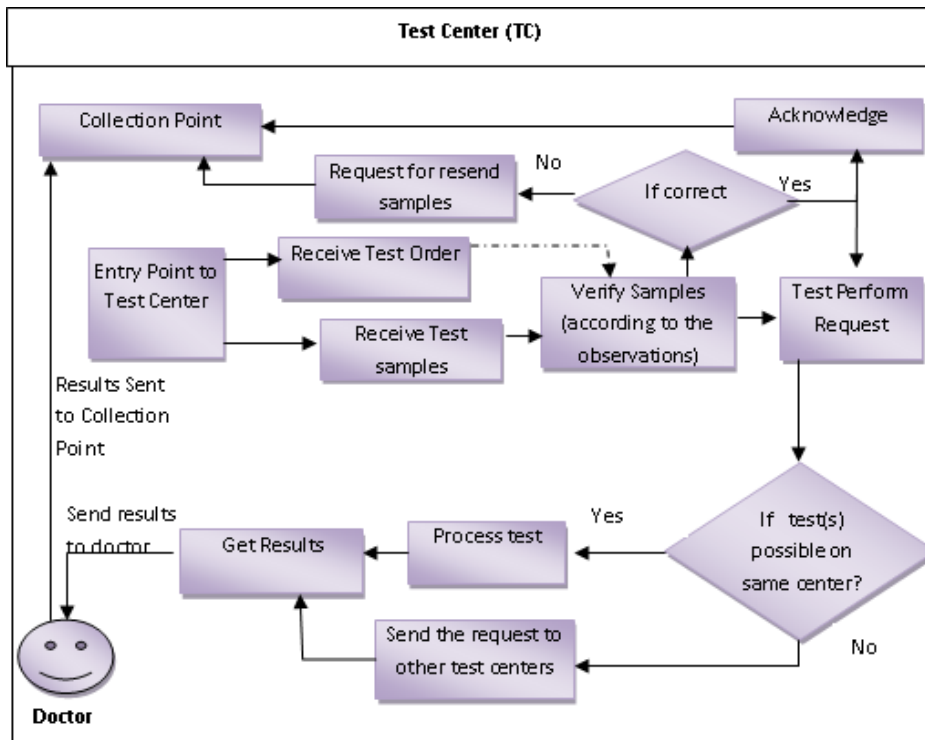 Test Center (TC)
Collection Point
Acknowledge
No
Request for resend
samples
If correct
Yes
Entry Point to
Test Center
Receive Test Order
Receive Test
samples
Verify Samples
(according to the
observations)
Test Perform
Request
Results Sent
to Collection
Point
Send results
to doctor
Get Results
Process test
Yes
If test(s)
possible on
same center?
No
Send the request to
other test centers
Doctor